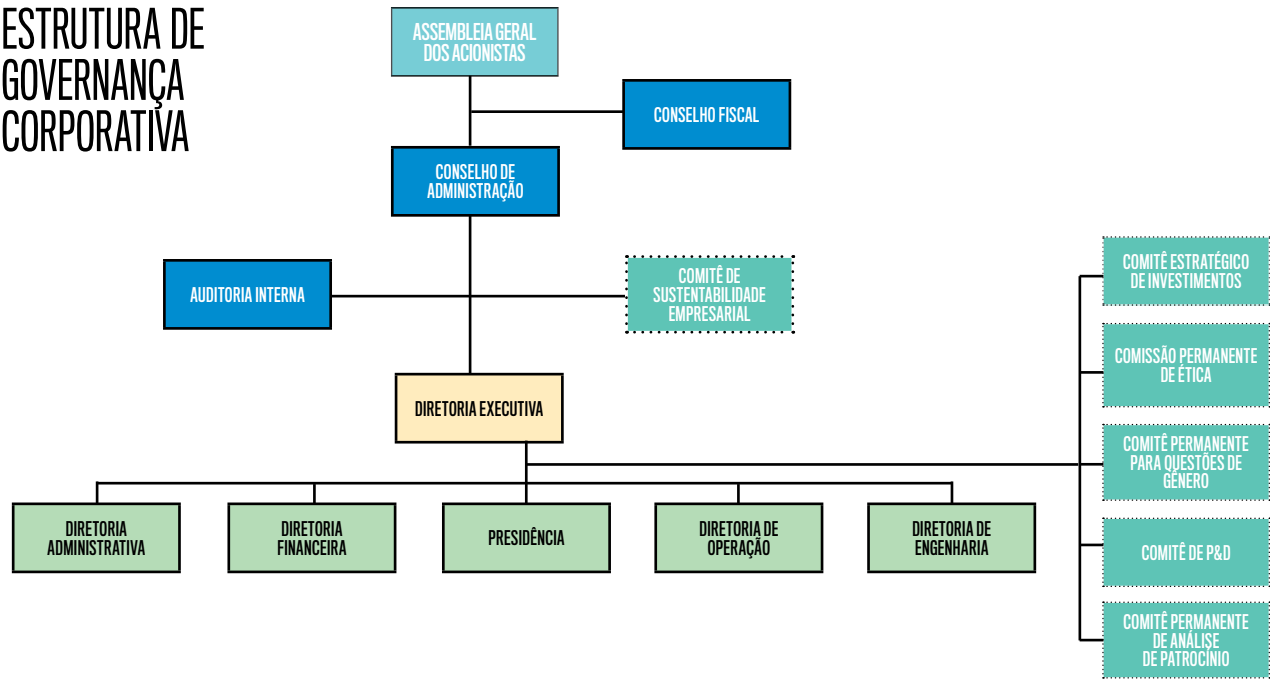 ESTRUTURA DE
GOVERNANÇA
CORPORATIVA
ASSEMBLEIA GERAL
DOS ACIONISTAS
CONSELHO FISCAL
CONSELHO DE
ADMINISTRAÇÃO
AUDITORIA INTERNA
COMITÊ DE
SUSTENTABILIDADE
EMPRESARIAL
DIRETORIA EXECUTIVA
DIRETORIA
ADMINISTRATIVA
DIRETORIA
FINANCEIRA
PRESIDÊNCIA
DIRETORIA DE
OPERAÇÃO
DIRETORIA DE
ENGENHARIA
COMITÊ ESTRATÉGICO
DE INVESTIMENTOS
COMISSÃO PERMANENTE
DE ÉTICA
COMITÊ PERMANENTE
PARA QUESTÕES DE
GÊNERO
COMITÊ DE P&D
COMITÊ PERMANENTE
DE ANÁLISE
DE PATROCÍNIO